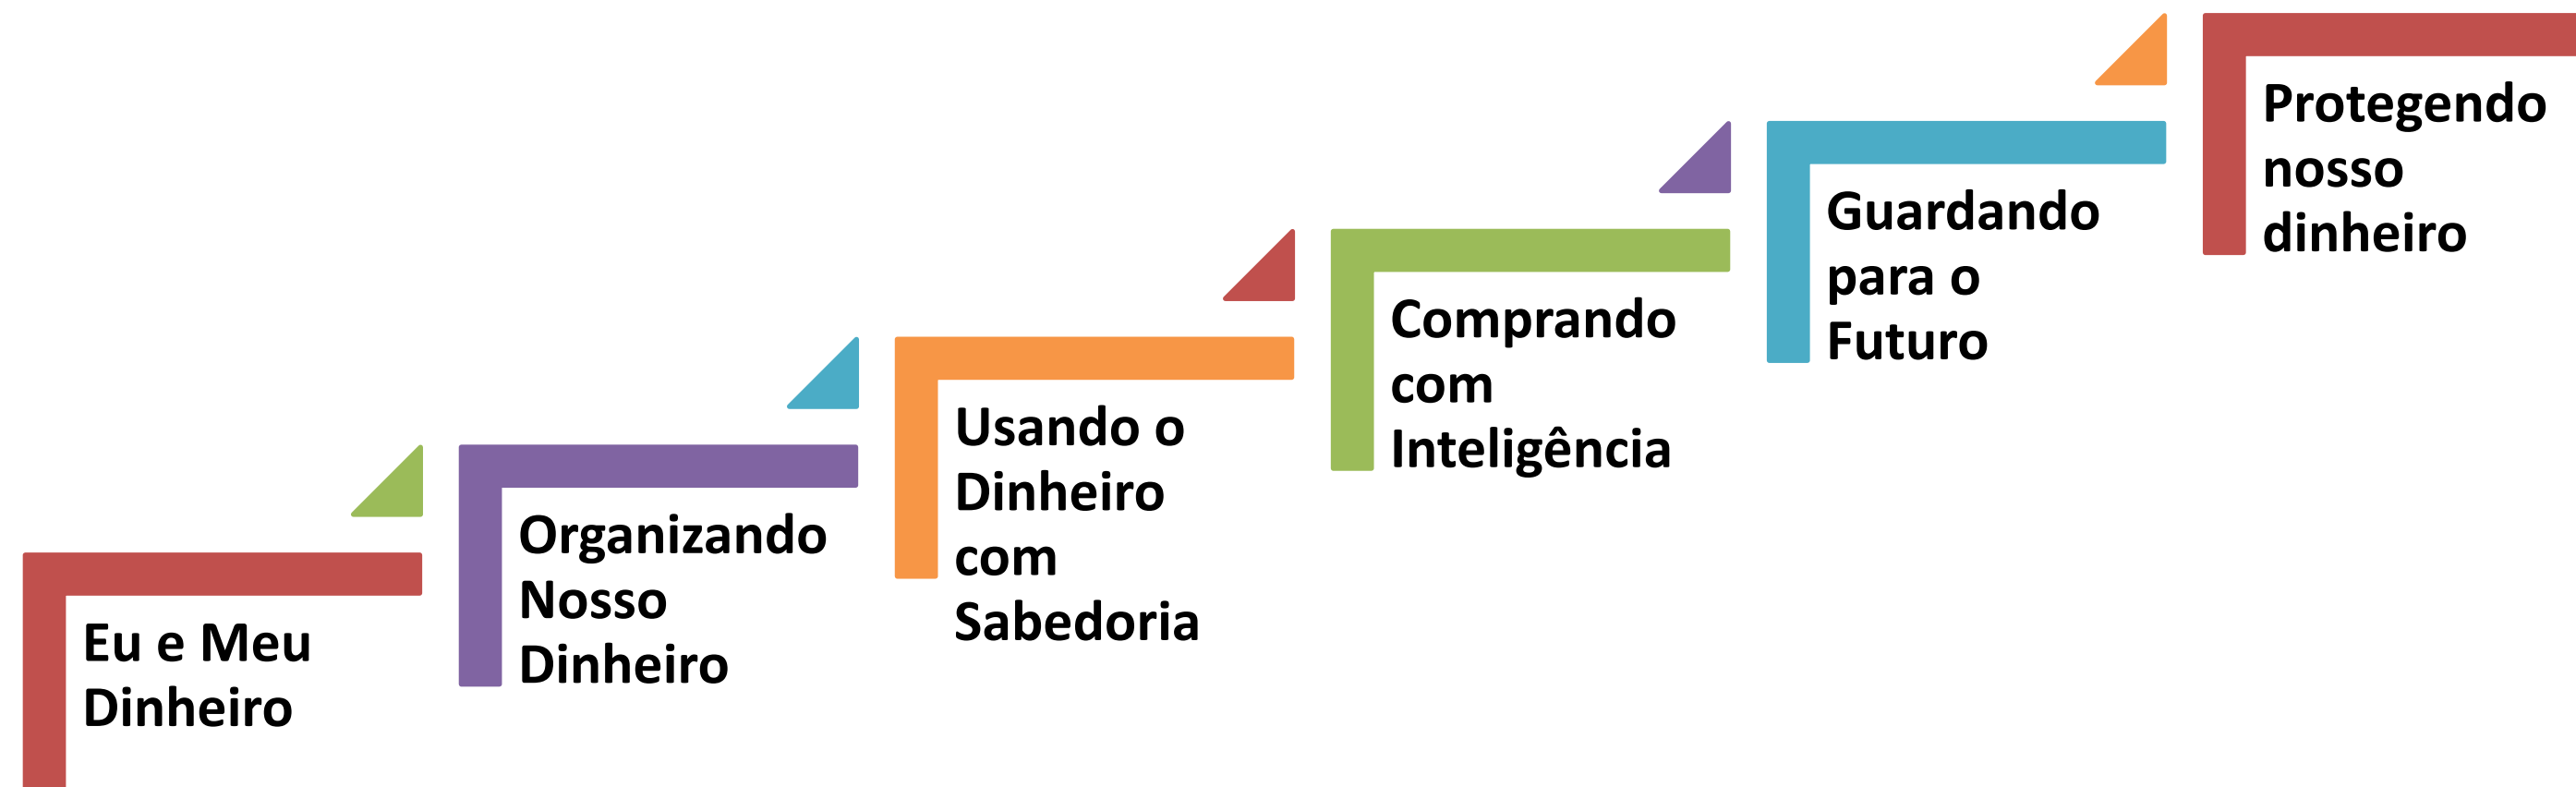 Eu e Meu
Dinheiro
Organizando
Nosso
Dinheiro
Usando o
Dinheiro
com
Sabedoria
Comprando
com
Inteligência
Guardando
para o
Futuro
Protegendo
nosso
dinheiro